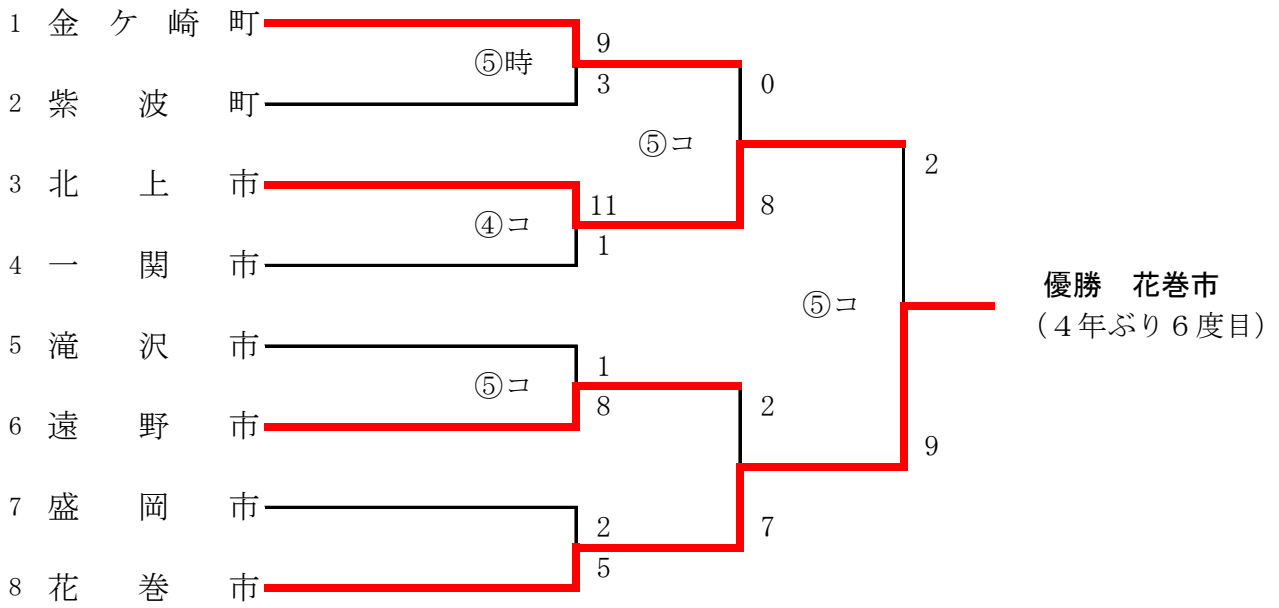 1 金ケ崎町
9
⑤時
3
0
2 紫波町
⑤コ
2
3 北上市
11
8
④コ
1
4 一関市
優勝 花巻市
⑤コ
(4年ぶり6度目)
5 滝沢市
1
⑤コ
8
2
6 遠野市
9
7 盛岡市
2
7
5
8 花巻市